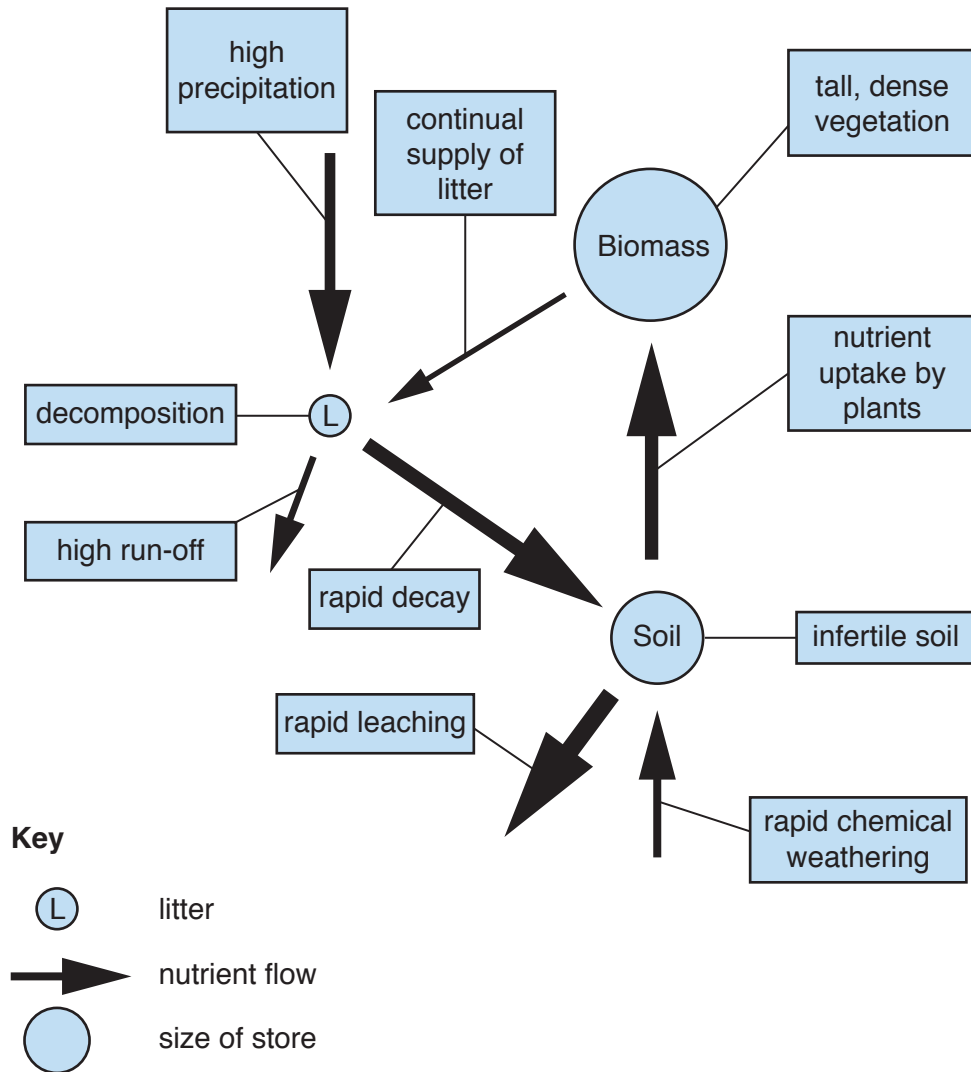 high
precipitation
continual
supply of
litter
tall, dense
vegetation
Biomass
nutrient
uptake by
plants
decomposition
L
high run-off
rapid decay
Soil
infertile soil
rapid leaching
rapid chemical
weathering
Key
L litter
nutrient flow
size of store